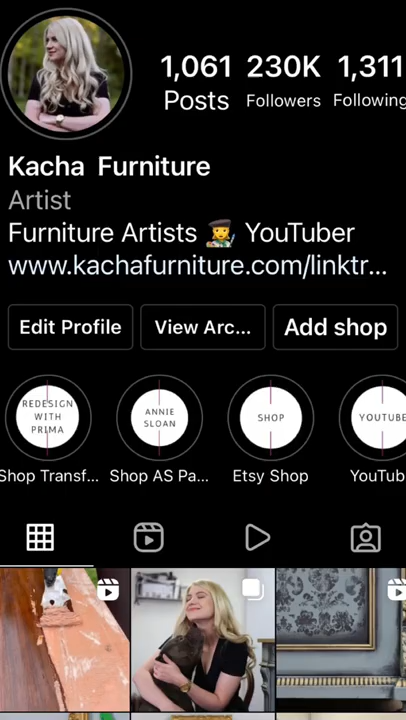 1,061 230K 1,311
Posts Followers Following
Kacha Furniture
Artist
Furniture Artists 👩‍🎨 YouTuber
www.kachafurniture.com/linktr...
Edit Profile View Arc... Add shop
REDESIGN
WITH
PRIMA
ANNIE
SLOAN
SHOP
YOUTUBE
Shop Transf... Shop AS Pa... Etsy Shop YouTub